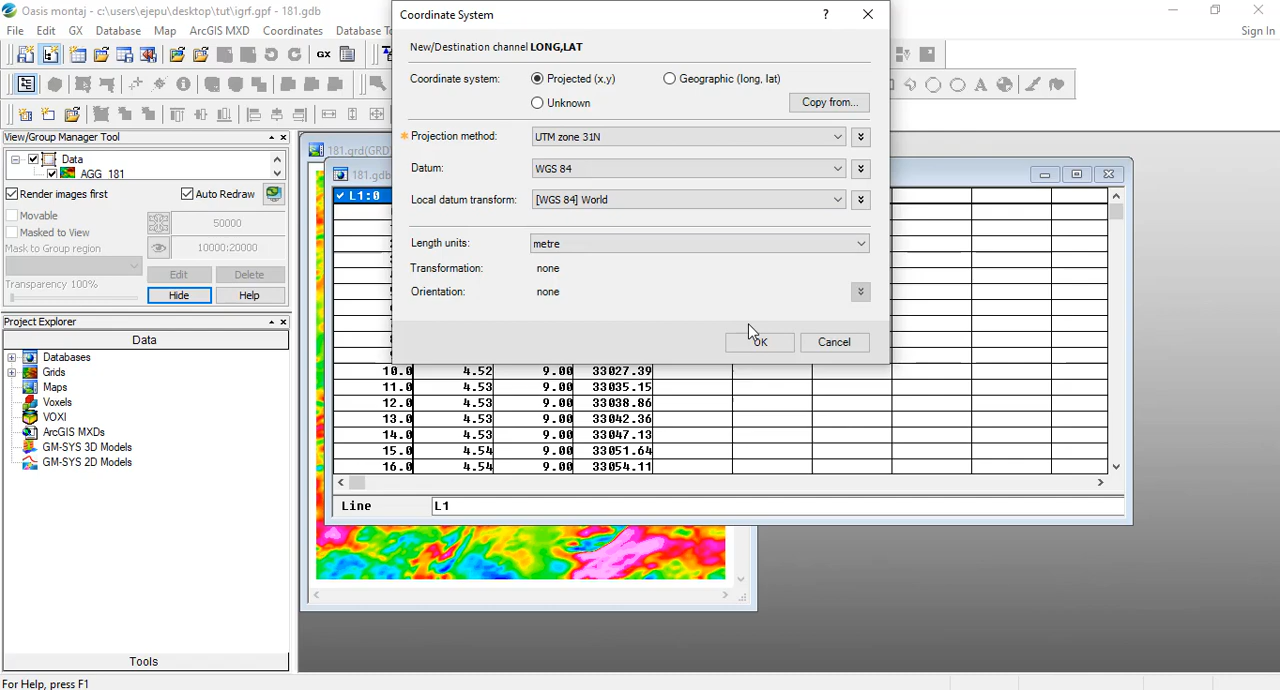 Oasis montaj - c:\users\ejepu\desktop\tut\igrf.gpf - 181.gdb
File Edit GX Database Map ArcGIS MXD Coordinates Database T
Sign In
GX
View/Group Manager Tool
Data
AGG_181
Render images first
Auto Redraw
Movable
50000
Masked to View
Mask to Group region
10000:20000
Transparency 100%
Edit
Delete
Hide
Help
Project Explorer
Data
Databases
Grids
Maps
Voxels
VOXI
ArcGIS MXDs
GM-SYS 3D Models
GM-SYS 2D Models
Tools
For Help, press F1
Coordinate System
?
New/Destination channel LONG,LAT
Coordinate system:
Projected (x,y)
Geographic (long, lat)
Unknown
Copy from...
Projection method:
UTM zone 31N
Datum:
WGS 84
Local datum transform:
[WGS 84] World
Length units:
metre
Transformation:
none
Orientation:
none
OK
Cancel
181.grd(GRD)
181.gdb
L1:0
10.0 4.52 9.00 33027.39
11.0 4.53 9.00 33035.15
12.0 4.53 9.00 33038.86
13.0 4.53 9.00 33042.36
14.0 4.53 9.00 33047.13
15.0 4.54 9.00 33051.64
16.0 4.54 9.00 33054.11
Line
L1